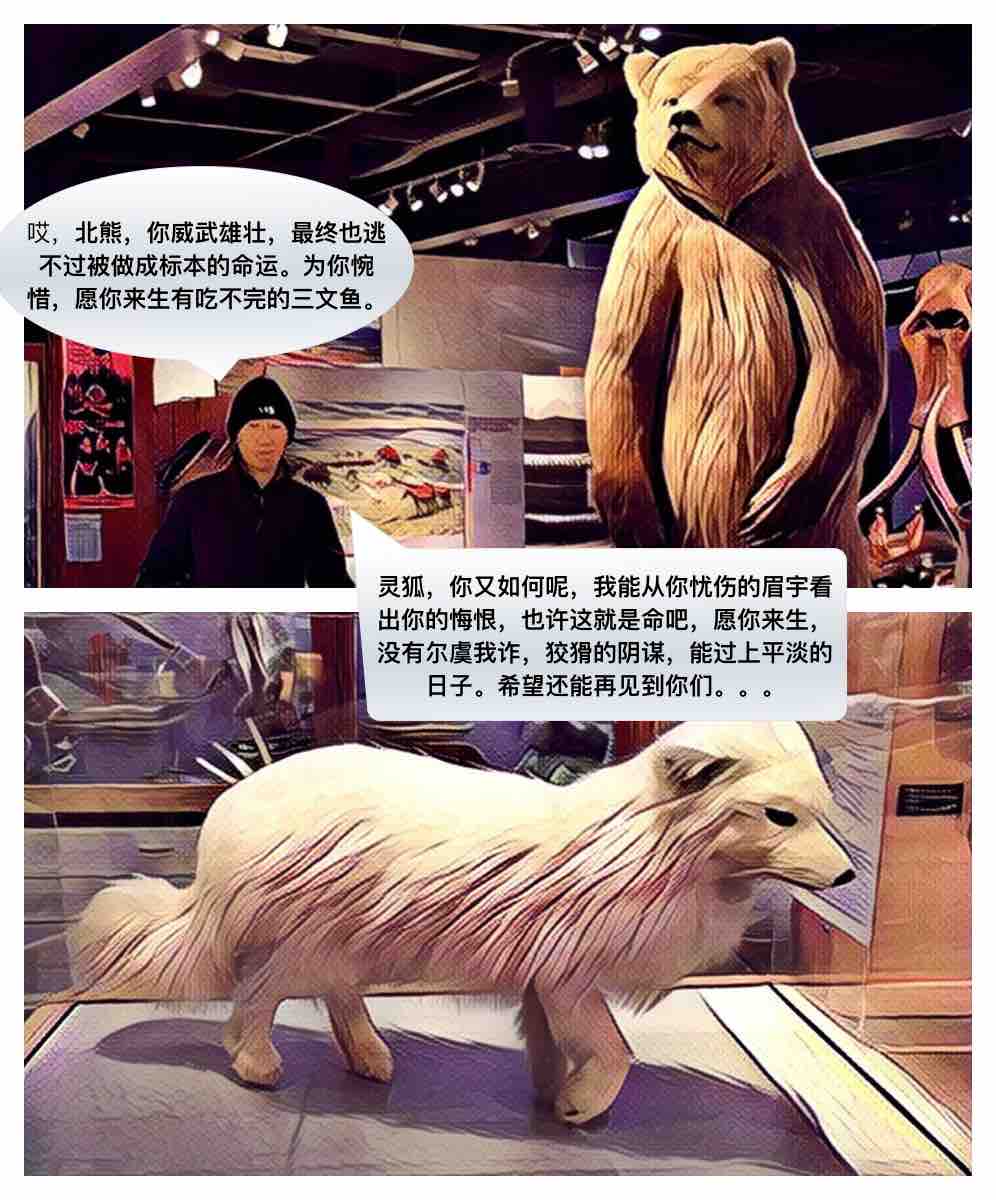 哎，北熊，你威武雄壮，最终也逃
不过被做成标本的命运。为你惋
惜，愿你来生有吃不完的三文鱼。
灵狐，你又如何呢，我能从你忧伤的眉宇看
出你的悔恨，也许这就是命吧，愿你来生，
没有尔虞我诈，狡猾的阴谋，能过上平淡的
日子。希望还能再见到你们。。。